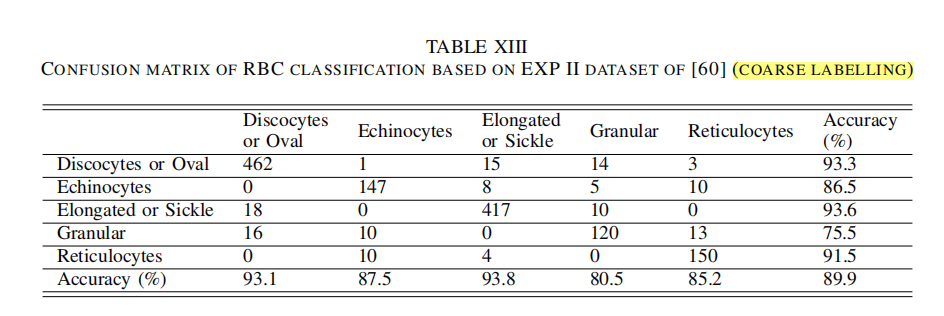 TABLE XIII
CONFUSION MATRIX OF RBC CLASSIFICATION BASED ON EXP II DATASET OF [60] (COARSE LABELLING)
Discocytes or Oval Echinocytes Elongated or Sickle Granular Reticulocytes Accuracy (%)
Discocytes or Oval 462 1 15 14 3 93.3
Echinocytes 0 147 8 5 10 86.5
Elongated or Sickle 18 0 417 10 0 93.6
Granular 16 10 0 120 13 75.5
Reticulocytes 0 10 4 0 150 91.5
Accuracy (%) 93.1 87.5 93.8 80.5 85.2 89.9